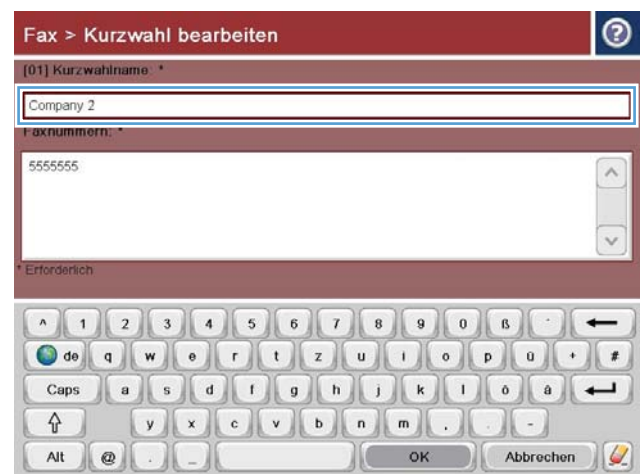 Fax > Kurzwahl bearbeiten ?
[01] Kurzwahlname: *
Company 2
Faxnummern: *
5555555
* Erforderlich
^ 1 2 3 4 5 6 7 8 9 0 ß ´
de q w e r t z u i o p ü + #
Caps a s d f g h j k l ö ä
y x c v b n m , . -
Alt @ . _ OK Abbrechen